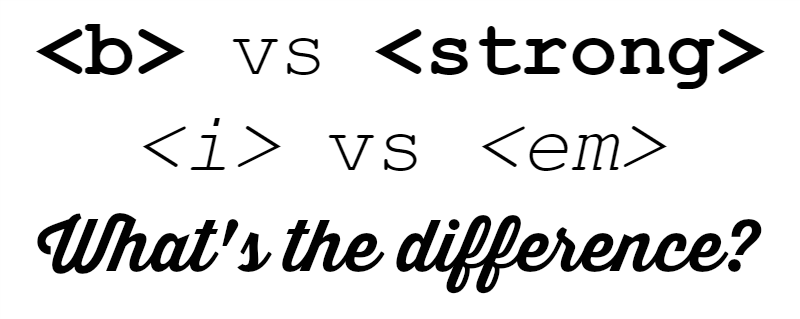 <b> vs <strong>
<i> vs <em>
What's the difference?